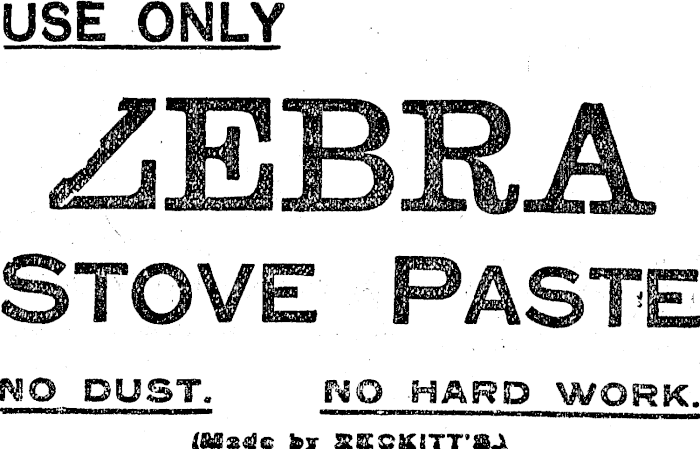 USE ONLY
ZEBRA
STOVE PASTE
NO DUST. NO HARD WORK.
(Made by RECKITT'S.)